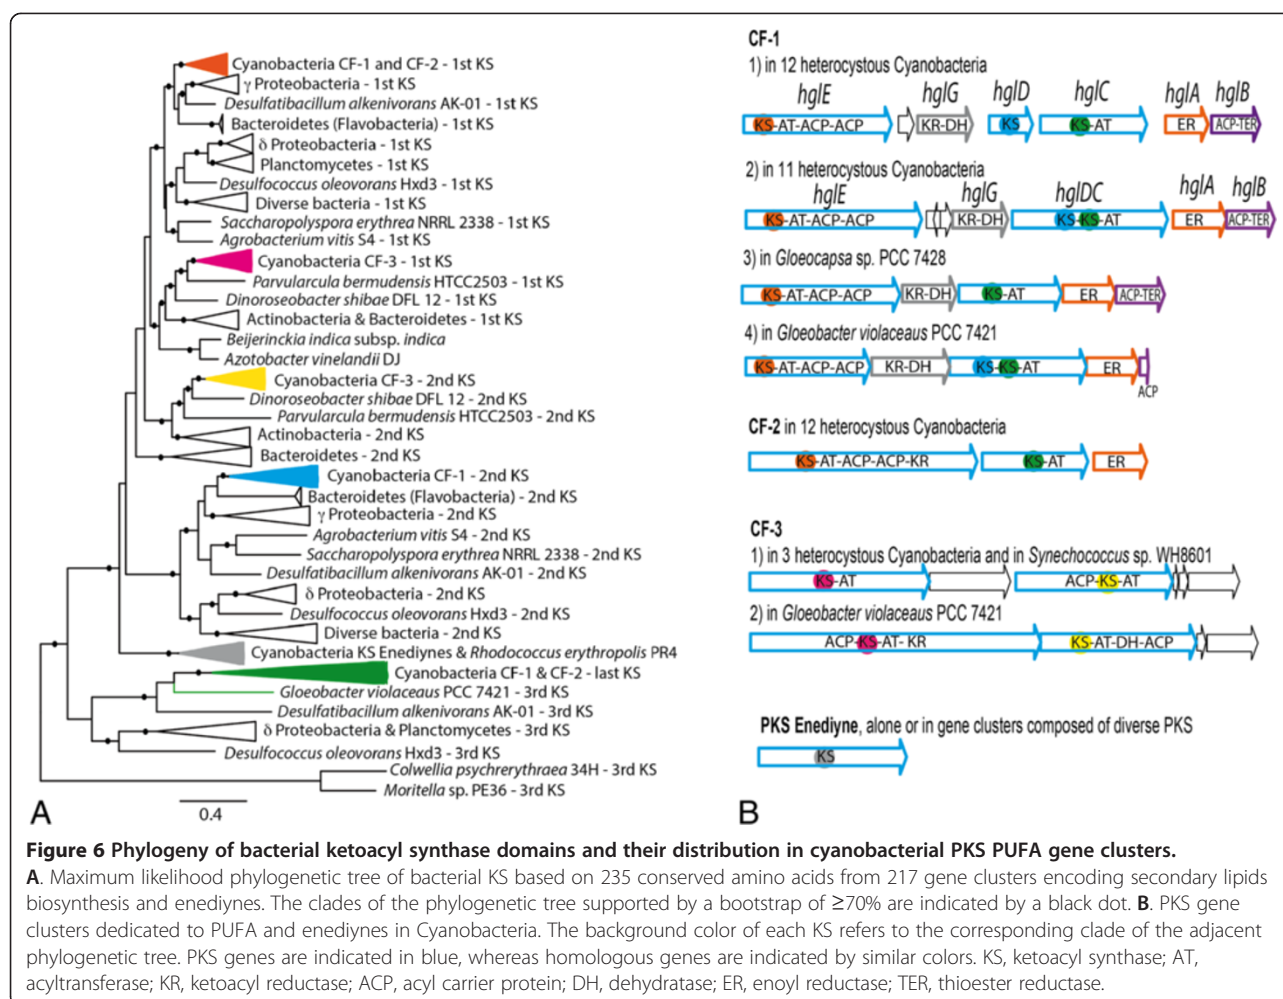 Cyanobacteria CF-1 and CF-2 - 1st KS
γ Proteobacteria - 1st KS
Desulfatibacillum alkenivorans AK-01 - 1st KS
Bacteroidetes (Flavobacteria) - 1st KS
δ Proteobacteria - 1st KS
Planctomycetes - 1st KS
Desulfococcus oleovorans Hxd3 - 1st KS
Diverse bacteria - 1st KS
Saccharopolyspora erythrea NRRL 2338 - 1st KS
Agrobacterium vitis S4 - 1st KS
Cyanobacteria CF-3 - 1st KS
Parvularcula bermudensis HTCC2503 - 1st KS
Dinoroseobacter shibae DFL 12 - 1st KS
Actinobacteria & Bacteroidetes - 1st KS
Beijerinckia indica subsp. indica
Azotobacter vinelandii DJ
Cyanobacteria CF-3 - 2nd KS
Dinoroseobacter shibae DFL 12 - 2nd KS
Parvularcula bermudensis HTCC2503 - 2nd KS
Actinobacteria - 2nd KS
Bacteroidetes - 2nd KS
Cyanobacteria CF-1 - 2nd KS
Bacteroidetes (Flavobacteria) - 2nd KS
γ Proteobacteria - 2nd KS
Agrobacterium vitis S4 - 2nd KS
Saccharopolyspora erythrea NRRL 2338 - 2nd KS
Desulfatibacillum alkenivorans AK-01 - 2nd KS
δ Proteobacteria - 2nd KS
Desulfococcus oleovorans Hxd3 - 2nd KS
Diverse bacteria - 2nd KS
Cyanobacteria KS Enediynes & Rhodococcus erythropolis PR4
Cyanobacteria CF-1 & CF-2 - last KS
Gloeobacter violaceus PCC 7421 - 3rd KS
Desulfatibacillum alkenivorans AK-01 - 3rd KS
δ Proteobacteria & Planctomycetes - 3rd KS
Desulfococcus oleovorans Hxd3 - 3rd KS
Colwellia psychrerythraea 34H - 3rd KS
Moritella sp. PE36 - 3rd KS
0.4
A
CF-1
1) in 12 heterocystous Cyanobacteria
hglE hglG hglD hglC hglA hglB
KS-AT-ACP-ACP KR-DH KS KS-AT ER ACP-TER
2) in 11 heterocystous Cyanobacteria
hglE hglG hglDC hglA hglB
KS-AT-ACP-ACP KR-DH KS-KS-AT ER ACP-TER
3) in Gloeocapsa sp. PCC 7428
KS-AT-ACP-ACP KR-DH KS-AT ER ACP-TER
4) in Gloeobacter violaceaus PCC 7421
KS-AT-ACP-ACP KR-DH KS-KS-AT ER
ACP
CF-2 in 12 heterocystous Cyanobacteria
KS-AT-ACP-ACP-KR KS-AT ER
CF-3
1) in 3 heterocystous Cyanobacteria and in Synechococcus sp. WH8601
KS-AT ACP-KS-AT
2) in Gloeobacter violaceaus PCC 7421
ACP-KS-AT- KR KS-AT-DH-ACP
PKS Enediyne, alone or in gene clusters composed of diverse PKS
KS
B
Figure 6 Phylogeny of bacterial ketoacyl synthase domains and their distribution in cyanobacterial PKS PUFA gene clusters.
A. Maximum likelihood phylogenetic tree of bacterial KS based on 235 conserved amino acids from 217 gene clusters encoding secondary lipids
biosynthesis and enediynes. The clades of the phylogenetic tree supported by a bootstrap of ≥70% are indicated by a black dot. B. PKS gene
clusters dedicated to PUFA and enediynes in Cyanobacteria. The background color of each KS refers to the corresponding clade of the adjacent
phylogenetic tree. PKS genes are indicated in blue, whereas homologous genes are indicated by similar colors. KS, ketoacyl synthase; AT,
acyltransferase; KR, ketoacyl reductase; ACP, acyl carrier protein; DH, dehydratase; ER, enoyl reductase; TER, thioester reductase.